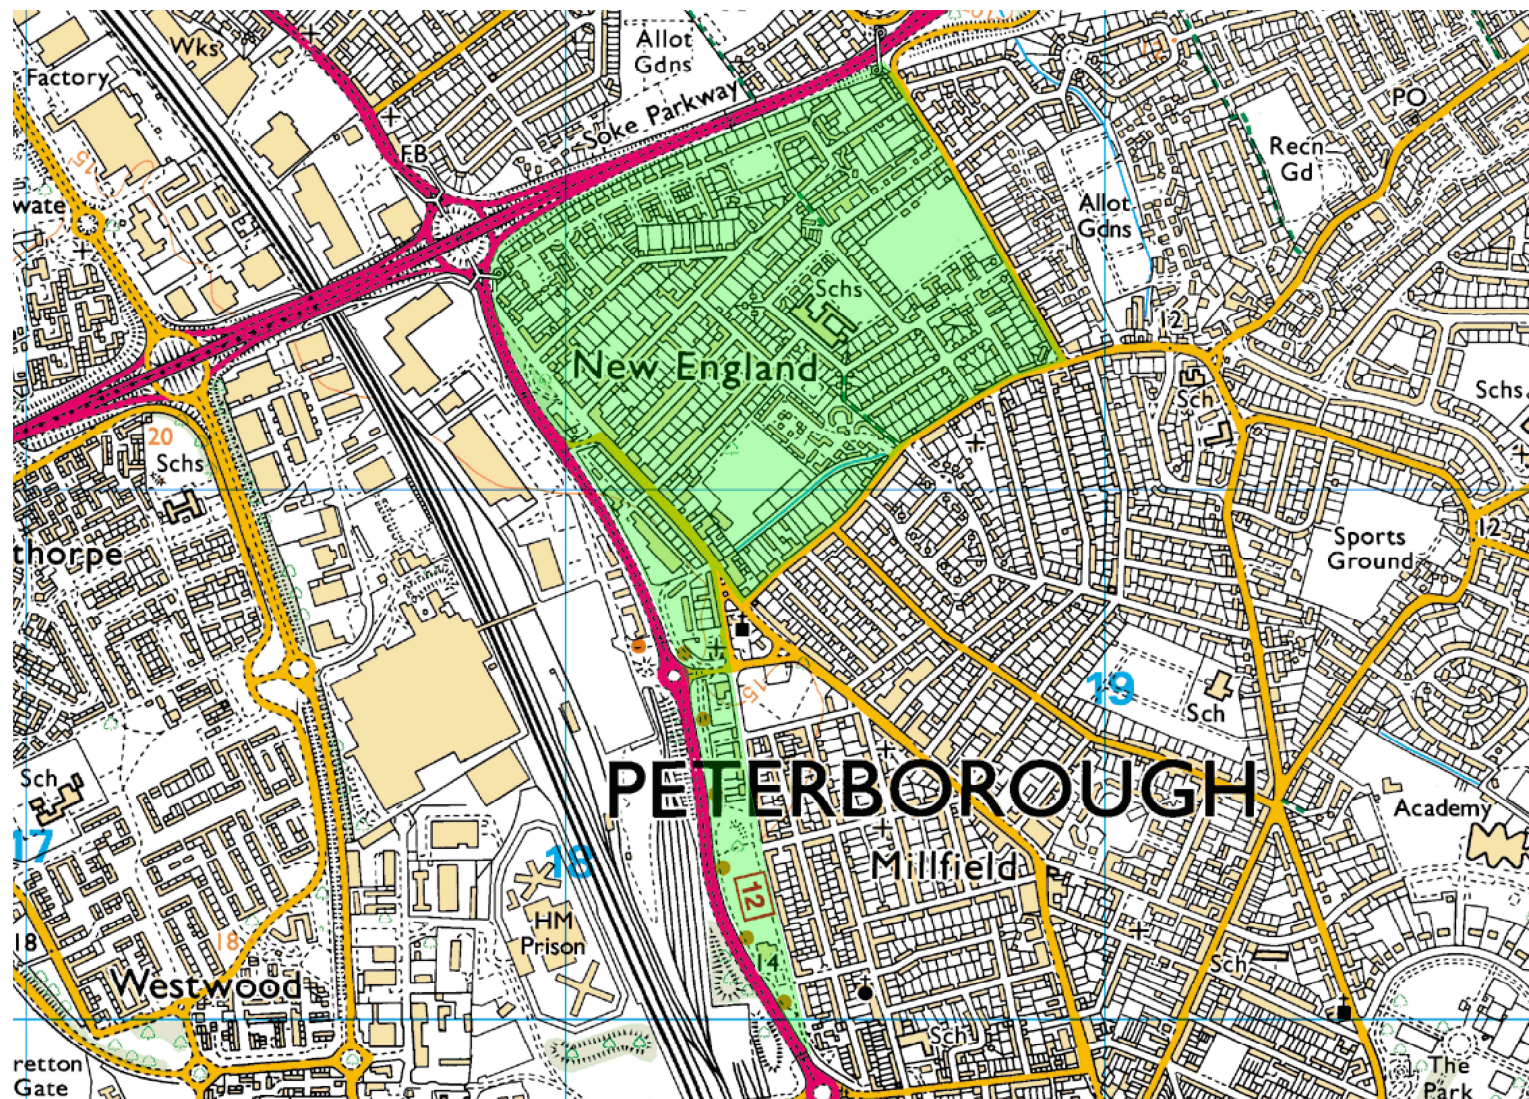 Wks
Factory
Allot
Gdns
Soke Parkway
FB
PO
Recn
Gd
wate
15
Allot
Gdns
Schs
12
New England
Sch
Schs
20
Schs
thorpe
Sports
Ground
12
19
Sch
15
PETERBOROUGH
Sch
Academy
17
18
Millfield
12
HM
Prison
18
18
14
Westwood
Sch
Sch
retton
Gate
The
Park